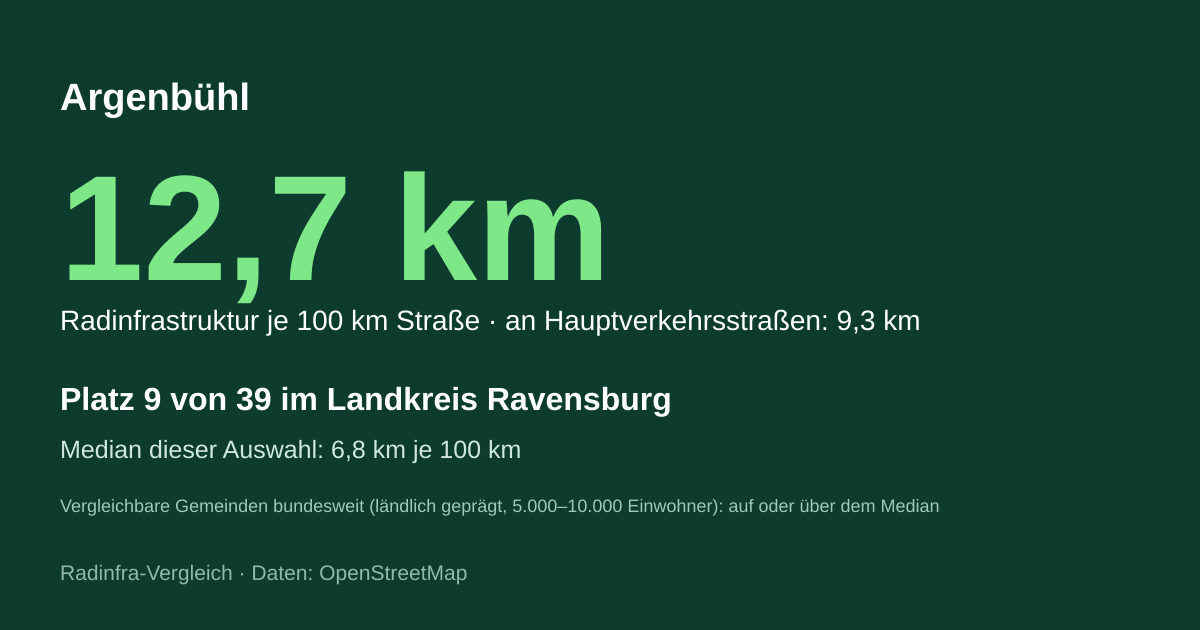 Argenbühl
12,7 km
Radinfrastruktur je 100 km Straße · an Hauptverkehrsstraßen: 9,3 km
Platz 9 von 39 im Landkreis Ravensburg
Median dieser Auswahl: 6,8 km je 100 km
Vergleichbare Gemeinden bundesweit (ländlich geprägt, 5.000–10.000 Einwohner): auf oder über dem Median
Radinfra-Vergleich · Daten: OpenStreetMap